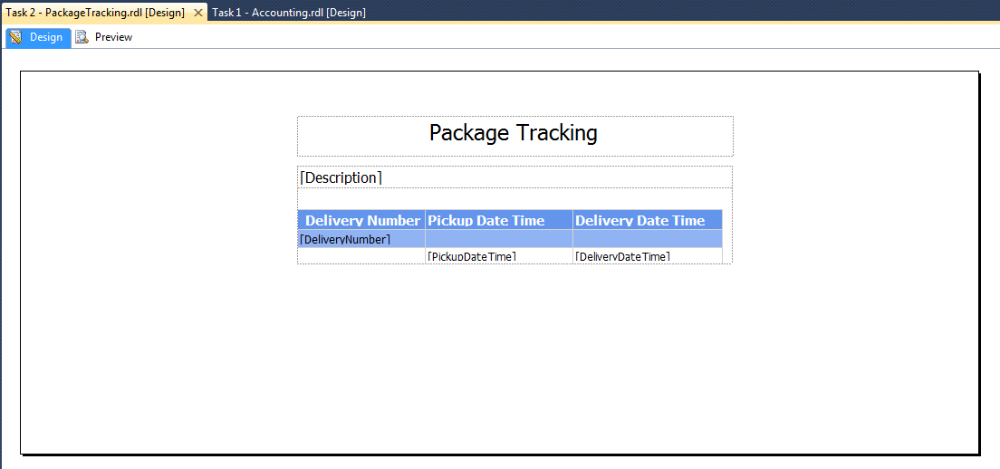 Task 2 - PackageTracking.rdl [Design] Task 1 - Accounting.rdl [Design]
Design Preview
Package Tracking
[Description]
Delivery Number Pickup Date Time Delivery Date Time
[DeliveryNumber]
[PickupDateTime] [DeliveryDateTime]